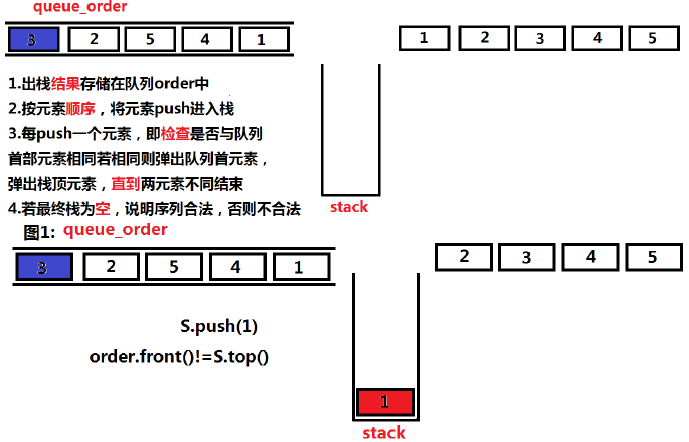 queue_order
3 2 5 4 1
1 2 3 4 5
1.出栈结果存储在队列order中
2.按元素顺序，将元素push进入栈
3.每push一个元素，即检查是否与队列
首部元素相同若相同则弹出队列首元素，
弹出栈顶元素，直到两元素不同结束
4.若最终栈为空，说明序列合法，否则不合法
stack
图1: queue_order
3 2 5 4 1
2 3 4 5
S.push(1)
order.front()!=S.top()
1
stack